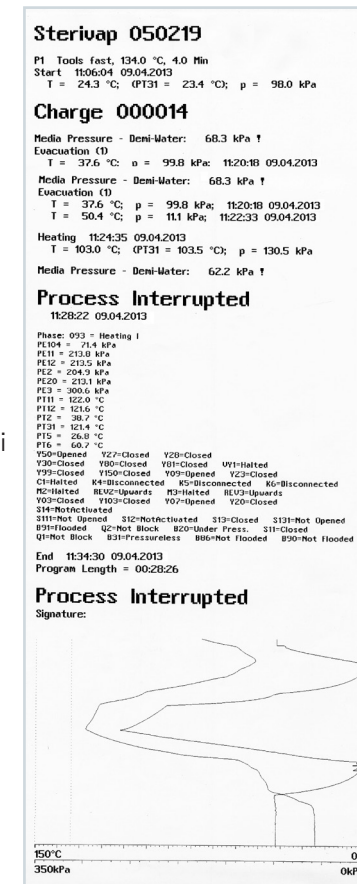 Sterivap 050219
P1 Tools fast, 134.0 °C, 4.0 Min
Start 11:06:04 09.04.2013
T = 24.3 °C; (PT31 = 23.4 °C); p = 98.0 kPa
Charge 000014
Media Pressure - Demi-Water: 68.3 kPa !
Evacuation (1)
T = 37.6 °C: p = 99.8 kPa: 11:20:18 09.04.2013
Media Pressure - Demi-Water: 68.3 kPa !
Evacuation (1)
T = 37.6 °C; p = 99.8 kPa; 11:20:18 09.04.2013
T = 50.4 °C; p = 11.1 kPa; 11:22:33 09.04.2013
Heating 11:24:35 09.04.2013
T = 103.0 °C; (PT31 = 103.5 °C); p = 130.5 kPa
Media Pressure - Demi-Water: 62.2 kPa !
Process Interrupted
11:28:22 09.04.2013
Phase: 093 = Heating I
PE104 = 71.4 kPa
PE11 = 213.8 kPa
PE12 = 213.5 kPa
PE2 = 204.9 kPa
PE20 = 213.1 kPa
PE3 = 300.6 kPa
PT11 = 122.0 °C
PT12 = 121.6 °C
PT2 = 38.7 °C
PT31 = 121.4 °C
PT5 = 26.8 °C
PT6 = 60.7 °C
i
Y50=Opened Y27=Closed Y28=Closed
Y30=Closed Y80=Closed Y81=Closed VY1=Halted
Y99=Closed Y150=Closed Y09=Opened Y23=Closed
C1=Halted K4=Disconnected K5=Disconnected K6=Disconnected
M2=Halted REV2=Upwards M3=Halted REV3=Upwards
Y03=Closed Y103=Closed Y07=Opened Y20=Closed
S14=NotActivated
S111=Not Opened S12=NotActivated S13=Closed S131=Not Opened
B91=Flooded Q2=Not Block B20=Under Press. S11=Closed
Q1=Not Block B31=Pressureless B86=Not Flooded B90=Not Flooded
End 11:34:30 09.04.2013
Program Length = 00:28:26
Process Interrupted
Signature:
150°C 0
350kPa 0kP